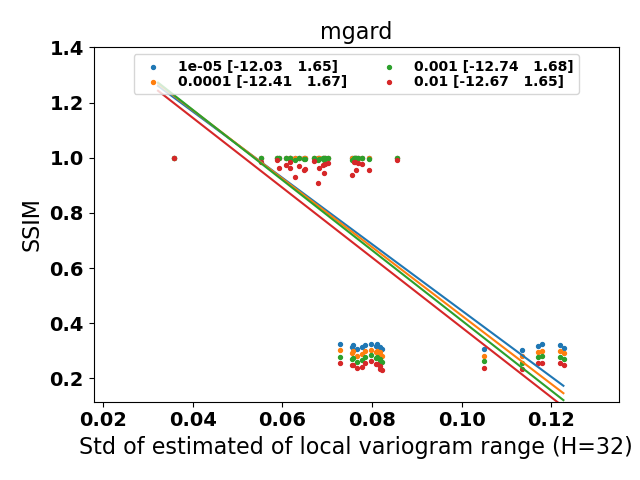 mgard
1e-05 [-12.03 1.65]
0.0001 [-12.41 1.67]
0.001 [-12.74 1.68]
0.01 [-12.67 1.65]
SSIM
1.4
1.2
1.0
0.8
0.6
0.4
0.2
0.02 0.04 0.06 0.08 0.10 0.12
Std of estimated of local variogram range (H=32)